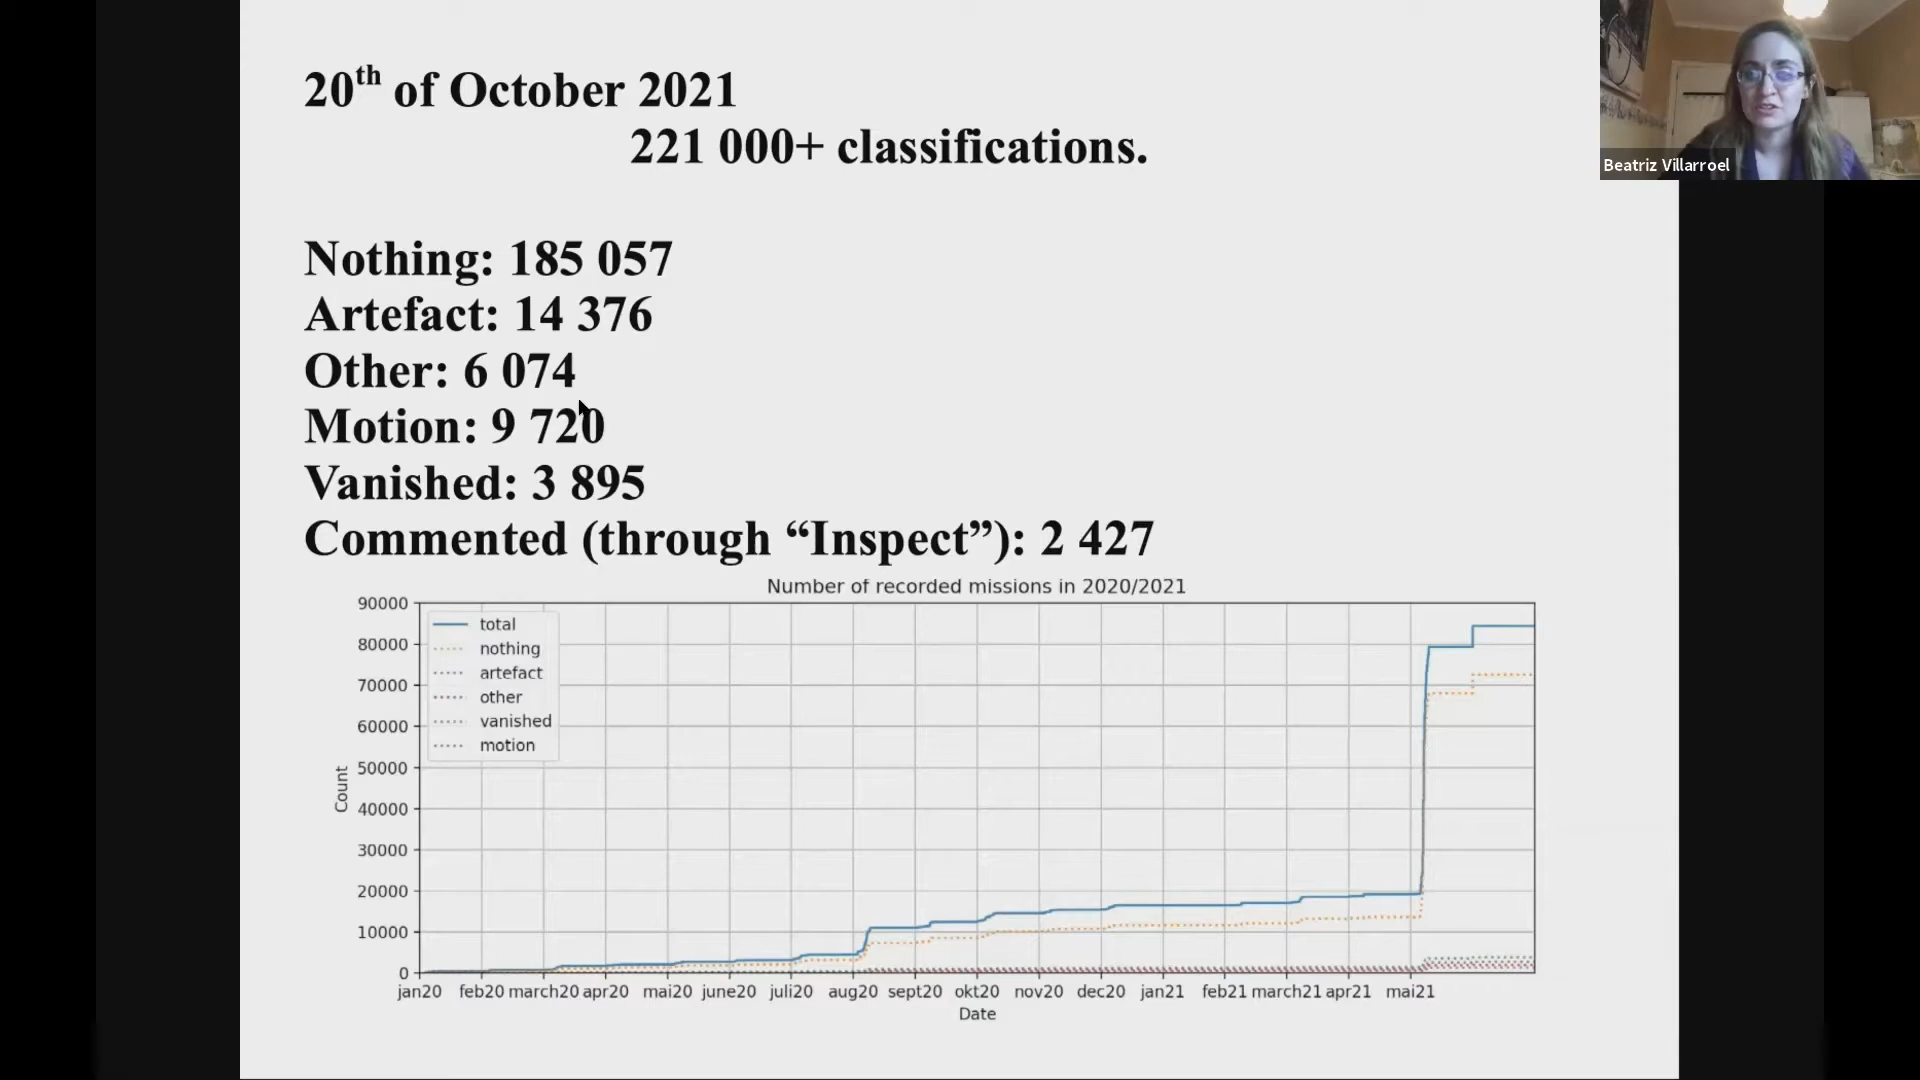 20th of October 2021
221 000+ classifications.
Beatriz Villarroel
Nothing: 185 057
Artefact: 14 376
Other: 6 074
Motion: 9 720
Vanished: 3 895
Commented (through “Inspect”): 2 427
Number of recorded missions in 2020/2021
90000
80000
70000
60000
50000
40000
30000
20000
10000
0
Count
total
nothing
artefact
other
vanished
motion
jan20 feb20 march20 apr20 mai20 june20 juli20 aug20 sept20 okt20 nov20 dec20 jan21 feb21 march21 apr21 mai21
Date